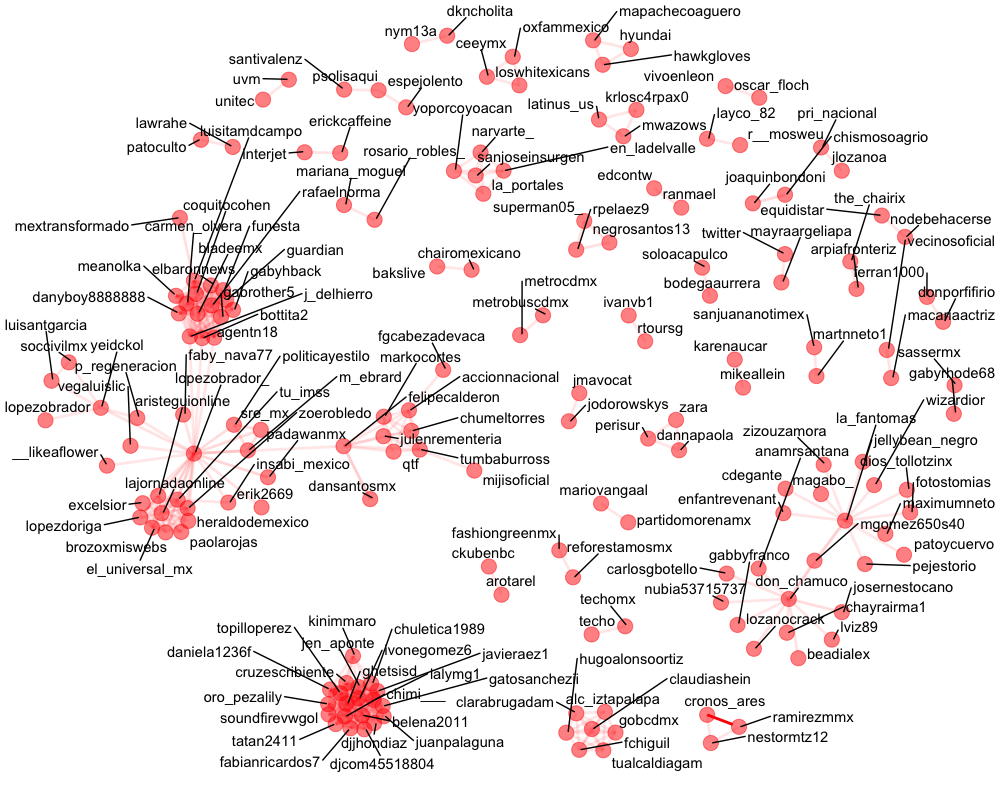 dkncholita
mapachecoaguero
nym13a
oxfammexico
ceeymx
hyundai
santivalenz
hawkgloves
uvm
psolisaqui
espejolento
loswhitexicans
vivoenleon
oscar_floch
unitec
yoporcoyoacan
latinus_us
krlosc4rpax0
layco_82
pri_nacional
lawrahe
luisitamdcampo
erickcaffeine
narvarte_
mwazows
r__mosweu
chismosoagrio
patoculto
interjet
rosario_robles_
sanjoseinsurgen
en_ladelvalle
jlozanoa
mariana_moguel
edcontw
joaquinbondoni
rafaelnorma
la_portales
ranmael
the_chairix
coquitocohen
superman05_
rpelaez9
equidistar
nodebehacerse
mextransformado
carmen_olvera
funesta
negrosantos13
twitter
mayraargeliapa
vecinosoficial
bladeemx
guardian
chairomexicano
soloacapulco
arpiafronteriz
meanolka
elbaronnews
gabyhback
bakslive
bodegaaurrera
ferran1000
danyboy8888888
gabrother5
j_delhierro
metrocdmx
donporfifirio
metrobuscdmx
ivanvb1
sanjuananotimex
macariaactriz
luisantgarcia
bottita2
agentrn18
fgcabezadevaca
rtoursg
martnneto1
soccivilmx
yeidckol
faby_nava77
politicayestilo
markocortes
karenaucar
sassermx
p_regeneracion
lopezobrador_
m_ebrard
accionnacional
mikeallein
gabyrhode68
vegaluislic_
tu_imss
felipecalderon
jmavocat
wizardior
lopezobrador
aristeguionline
sre_mx
zoerobledo
chumeltorres
jodorowskys
zara
la_fantomas
padawanmx
julenrementeria
perisur
dannapaola
zizouzamora
jellybean_negro
__likeaflower
insabi_mexico
qtf
tumbaburross
anamrsantana
dios_tollotzinx
lajornadaonline
mijisoficial
cdegante
magabo_
fotostomias
excelsior
erik2669
dansantosmx
mariovangaal
enfantrevenant
maximumneto
lopezdoriga
heraldodemexico
partidomorenamx
mgomez650s40
brozoxmiswebs
paolarojas
fashiongreenmx
reforestamosmx
gabbyfranco
patoycuervo
el_universal_mx
ckubenbc
carlosgbotello
don_chamuco
pejestorio
arotarel
nubia53715737
josernestocano
techomx
chayrairma1
topilloperez
kinimmaro
chuletica1989
techo
lozanocrack
lviz89
daniela1236f
jen_aponte
ivonegomez6
javieraez1
hugoalonsoortiz
beadialex
cruzescribiente
ghetsisd
lalymg1
gatosanchezfi
claudiashein
oro_pezalily
chimi___
clarabrugadam
alc_iztapalapa
cronos_ares
soundfirevwgol
belena2011
gobcdmx
ramirezmmx
tatan2411
djjhondiaz
juanpalaguna
fchiguil
nestormtz12
fabianricardos7
djcom45518804
tualcaldiagam